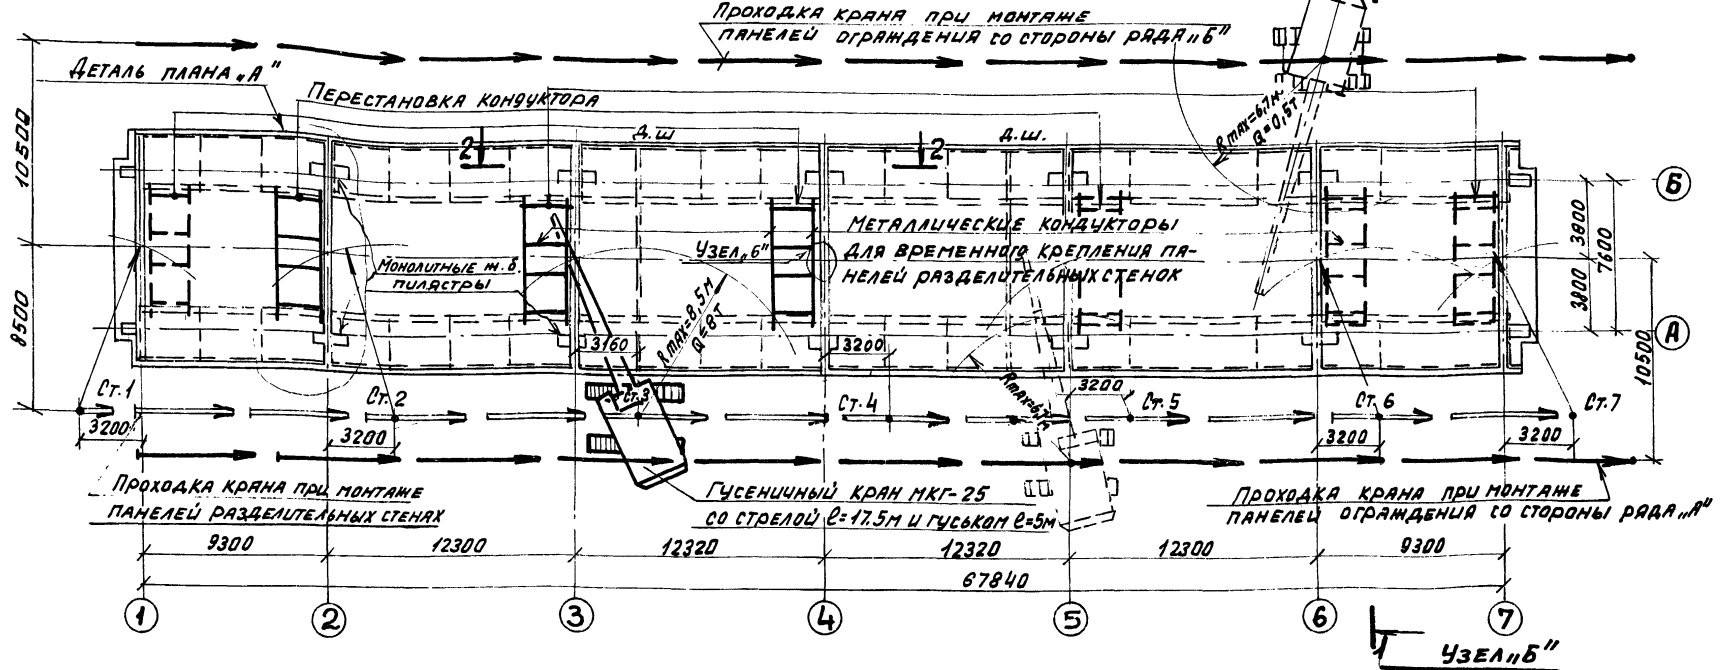 Проходка крана при монтаже
панелей ограждения со стороны ряда „Б"
Деталь плана „А"
Перестановка кондуктора
Rmax=6,7м
Q=0,5т
10500
8500
2
2
д.ш
д.ш.
Б
А
Металлические кондукторы
для временного крепления па-
нелей разделительных стенок
Узел „б"
Монолитные ж.б.
пилястры
Rmax=8,5м
Q=8т
3800
3800
7600
10500
3160
3200
3200
Ст.1
Ст.2
Ст.3
Ст.4
Ст.5
Ст.6
Ст.7
3200
3200
3200
3200
Проходка крана при монтаже
панелей разделительных стенах
Гусеничный кран МКГ-25
со стрелой ℓ=17.5м и гуськом ℓ=5м
Проходка крана при монтаже
панелей ограждения со стороны ряда „А"
9300
12300
12320
12320
12300
9300
67840
1
2
3
4
5
6
7
1
Узел „Б"